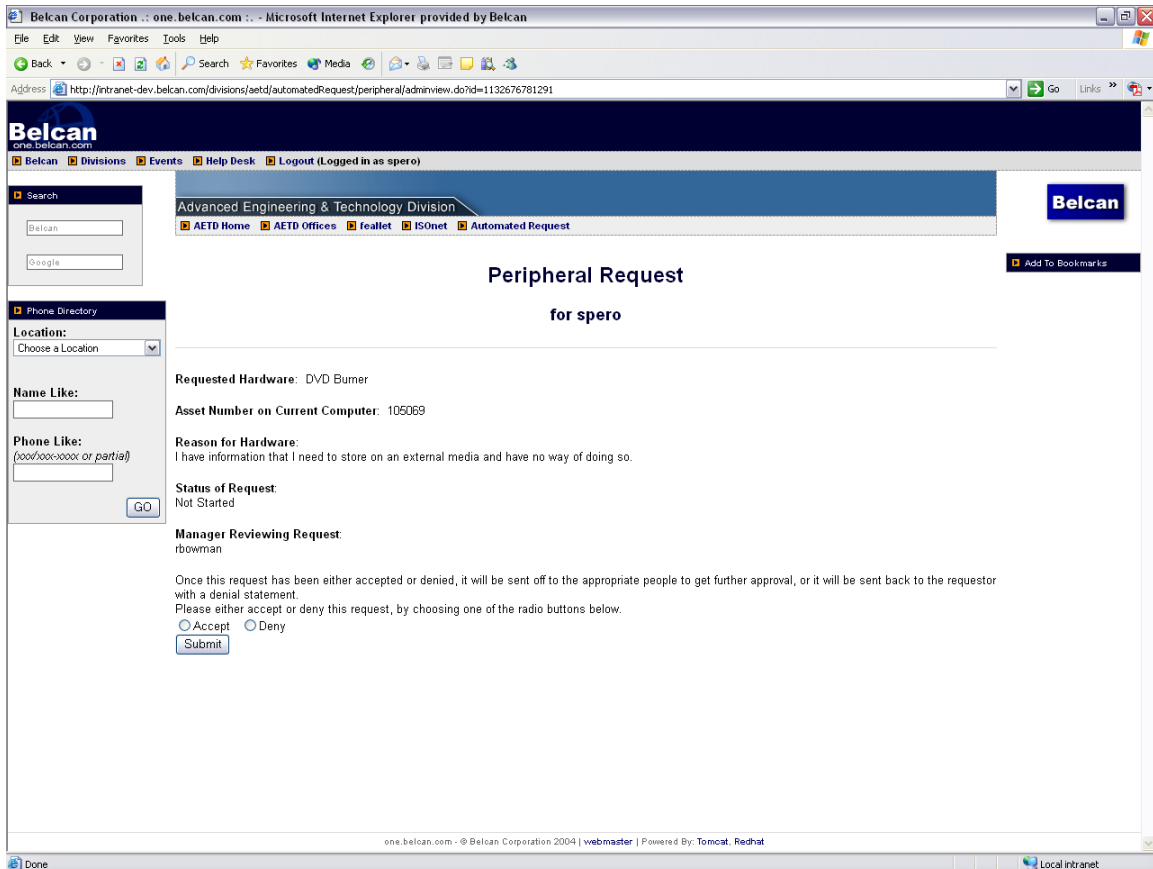 Belcan Corporation .: one.belcan.com :. - Microsoft Internet Explorer provided by Belcan
File Edit View Favorites Tools Help
Back Search Favorites Media
Address http://intranet-dev.belcan.com/divisions/aetd/automatedRequest/peripheral/adminview.do?id=1132676781291 Go Links »
Belcan
one.belcan.com
Belcan Divisions Events Help Desk Logout (Logged in as spero)
Search
Belcan
Google
Phone Directory
Location:
Choose a Location
Name Like:
Phone Like:
(xxx/xxx-xxxx or partial)
GO
Advanced Engineering & Technology Division
AETD Home AETD Offices feallet ISOnet Automated Request
Belcan
Add To Bookmarks
Peripheral Request
for spero
Requested Hardware: DVD Burner
Asset Number on Current Computer: 105069
Reason for Hardware:
I have information that I need to store on an external media and have no way of doing so.
Status of Request:
Not Started
Manager Reviewing Request:
rbowman
Once this request has been either accepted or denied, it will be sent off to the appropriate people to get further approval, or it will be sent back to the requestor
with a denial statement.
Please either accept or deny this request, by choosing one of the radio buttons below.
Accept Deny
Submit
one.belcan.com - © Belcan Corporation 2004 | webmaster | Powered By: Tomcat, Redhat
Done Local intranet